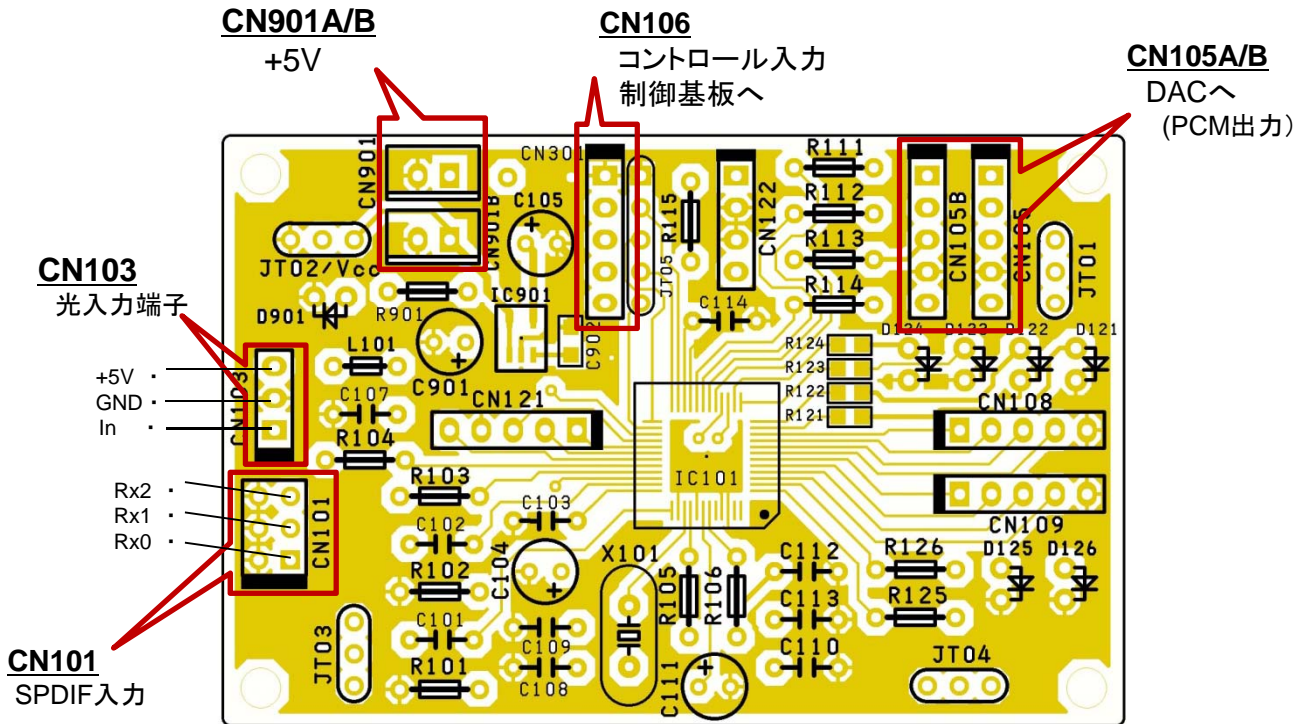 CN901A/B
+5V
CN106
コントロール入力
制御基板へ
CN105A/B
DACへ
(PCM出力)
CN103
光入力端子
+5V ・
GND ・
In ・
Rx2 ・
Rx1 ・
Rx0 ・
CN101
SPDIF入力
CN901
CN901B
CN301
C105
JT05
R115
CN122
R111
R112
R113
R114
CN105B
CN105
JT01
JT02/Vcc
D901
R901
IC901
C902
C114
D124
D123
D122
D121
CN103
L101
C901
C107
CN121
R104
R124
R123
R122
R121
CN108
IC101
CN101
R103
C102
C103
CN109
R102
C104
X101
R105
R106
C112
R126
D125
D126
C113
R125
C101
C109
C110
JT03
R101
C108
C111
JT04